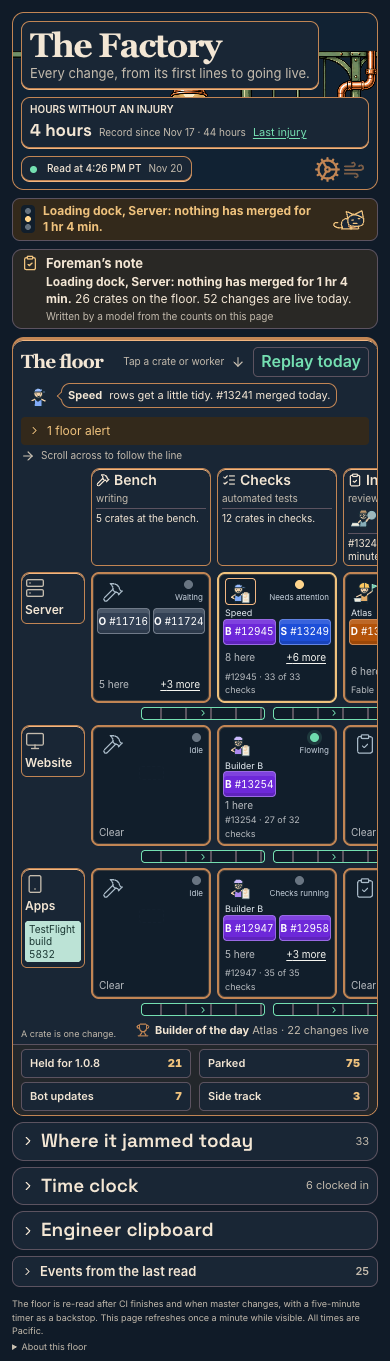 The Factory
Every change, from its first lines to going live.
HOURS WITHOUT AN INJURY
4 hours Record since Nov 17 · 44 hours Last injury
Read at 4:26 PM PT Nov 20
Loading dock, Server: nothing has merged for
1 hr 4 min.
Foreman's note
Loading dock, Server: nothing has merged for 1 hr 4
min. 26 crates on the floor. 52 changes are live today.
Written by a model from the counts on this page
The floor
Tap a crate or worker ↓
Replay today
Speed rows get a little tidy. #13241 merged today.
1 floor alert
→ Scroll across to follow the line
Bench
writing
5 crates at the bench.
Checks
automated tests
12 crates in checks.
In
review
#1324
minute
Server
Waiting
O #11716
O #11724
5 here
+3 more
Needs attention
Speed
B #12945
S #13249
8 here
+6 more
#12945 · 33 of 33
checks
Atlas
D #13
6 here
Fable
Website
Idle
Clear
Flowing
Builder B
B #13254
1 here
#13254 · 27 of 32
checks
Clear
Apps
TestFlight
build
5832
Idle
Clear
Checks running
Builder B
B #12947
B #12958
5 here
+3 more
#12947 · 35 of 35
checks
Clear
A crate is one change.
Builder of the day Atlas · 22 changes live
Held for 1.0.8 21
Parked 75
Bot updates 7
Side track 3
Where it jammed today 33
Time clock 6 clocked in
Engineer clipboard
Events from the last read 25
The floor is re-read after CI finishes and when master changes, with a five-minute
timer as a backstop. This page refreshes once a minute while visible. All times are
Pacific.
About this floor